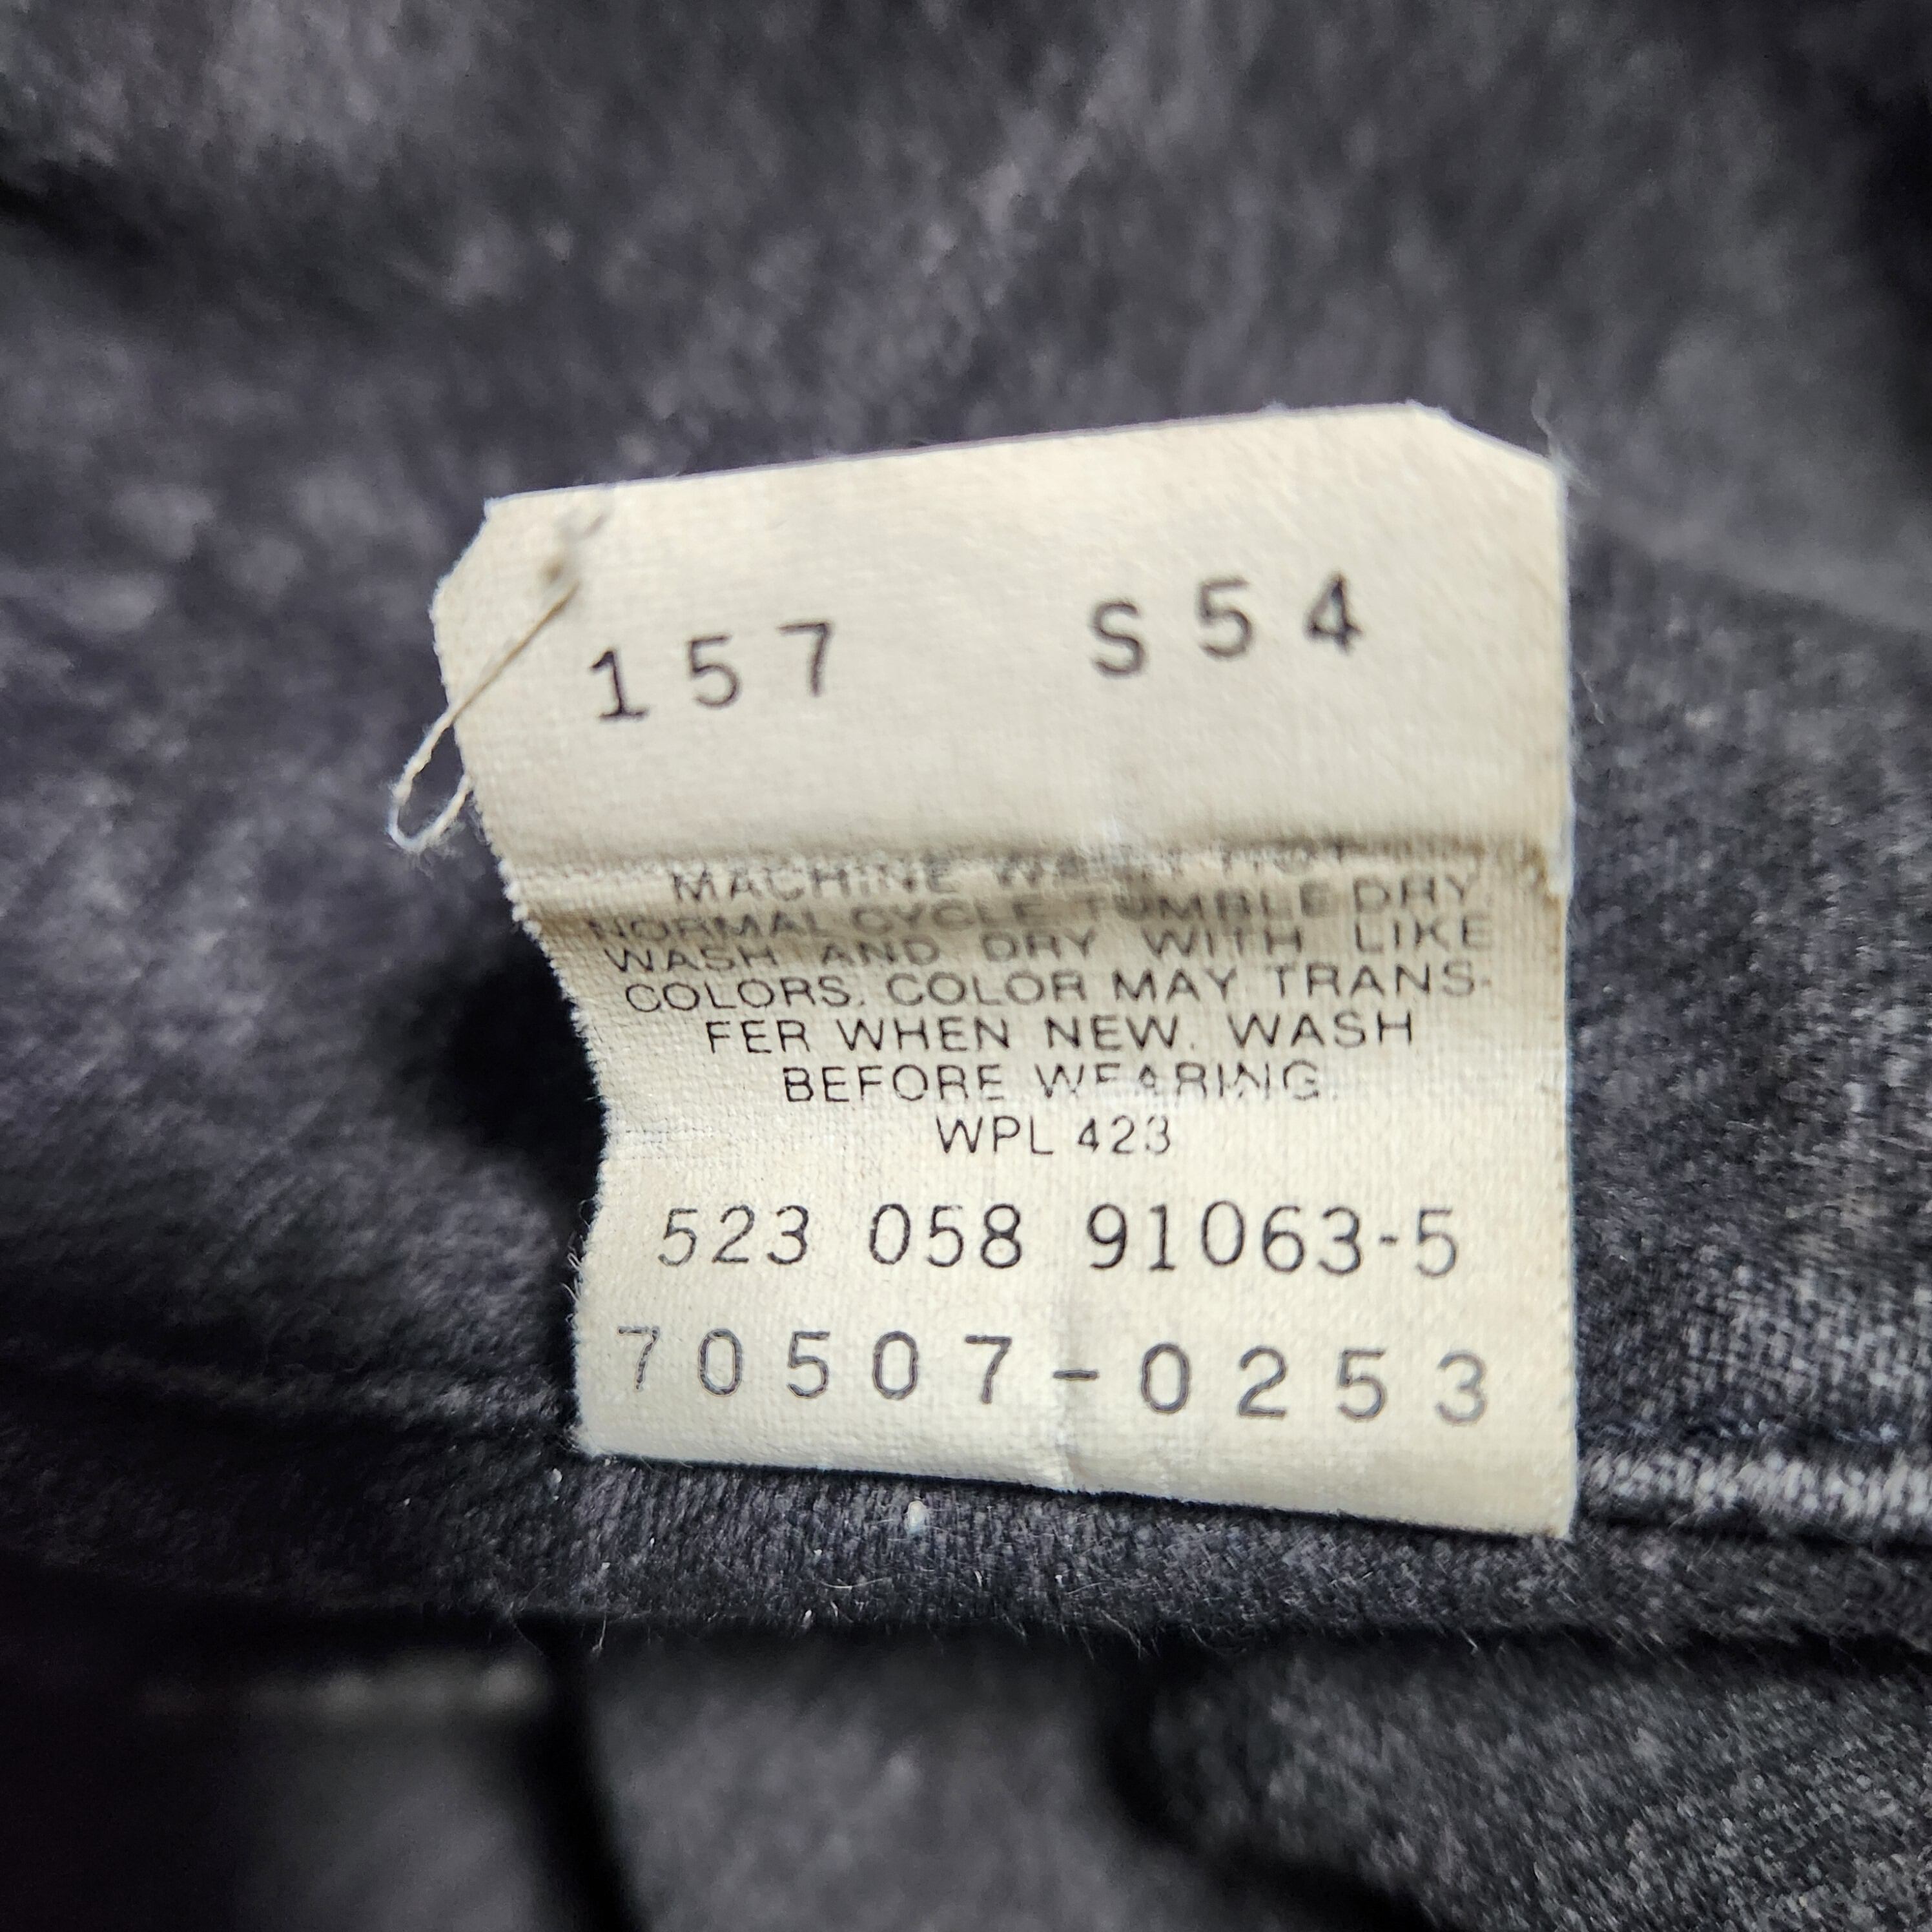 157 S54
MACHINE WASH HOT
NORMAL CYCLE TUMBLE DRY.
WASH AND DRY WITH LIKE
COLORS. COLOR MAY TRANS-
FER WHEN NEW. WASH
BEFORE WEARING.
WPL 423
523 058 91063-5
70507-0253